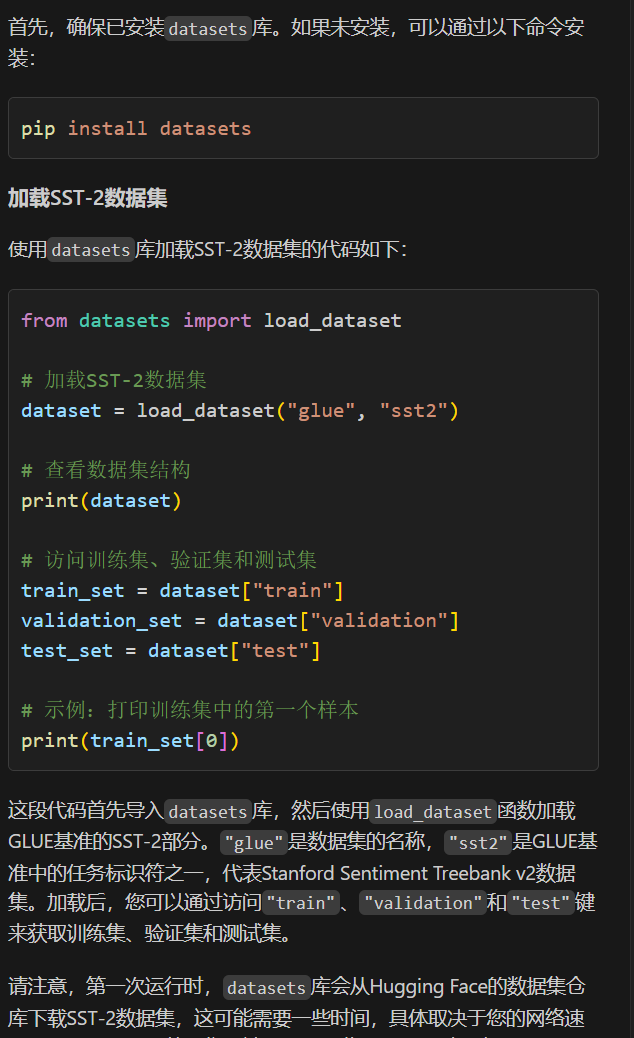 首先，确保已安装datasets库。如果未安装，可以通过以下命令安
装：
pip install datasets
加载SST-2数据集
使用datasets库加载SST-2数据集的代码如下：
from datasets import load_dataset
# 加载SST-2数据集
dataset = load_dataset("glue", "sst2")
# 查看数据集结构
print(dataset)
# 访问训练集、验证集和测试集
train_set = dataset["train"]
validation_set = dataset["validation"]
test_set = dataset["test"]
# 示例：打印训练集中的第一个样本
print(train_set[0])
这段代码首先导入datasets库，然后使用load_dataset函数加载
GLUE基准的SST-2部分。"glue"是数据集的名称，"sst2"是GLUE基
准中的任务标识符之一，代表Stanford Sentiment Treebank v2数据
集。加载后，您可以通过访问"train"、"validation"和"test"键
来获取训练集、验证集和测试集。
请注意，第一次运行时，datasets库会从Hugging Face的数据集仓
库下载SST-2数据集，这可能需要一些时间，具体取决于您的网络速